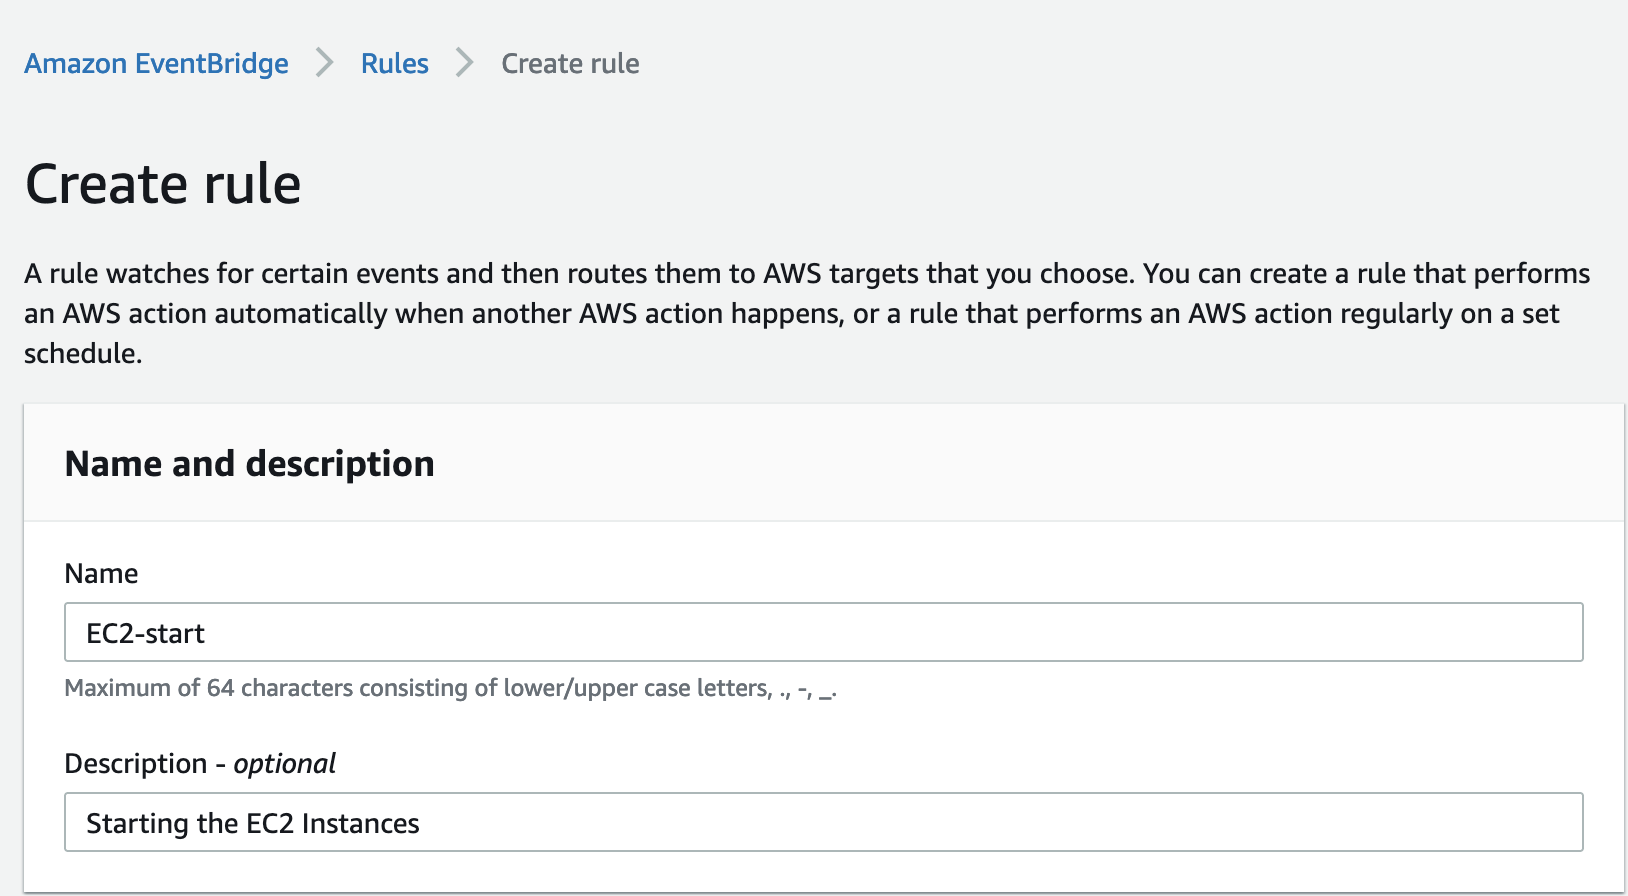 Amazon EventBridge > Rules > Create rule
Create rule
A rule watches for certain events and then routes them to AWS targets that you choose. You can create a rule that performs
an AWS action automatically when another AWS action happens, or a rule that performs an AWS action regularly on a set
schedule.
Name and description
Name
EC2-start
Maximum of 64 characters consisting of lower/upper case letters, ., -, _.
Description - optional
Starting the EC2 Instances